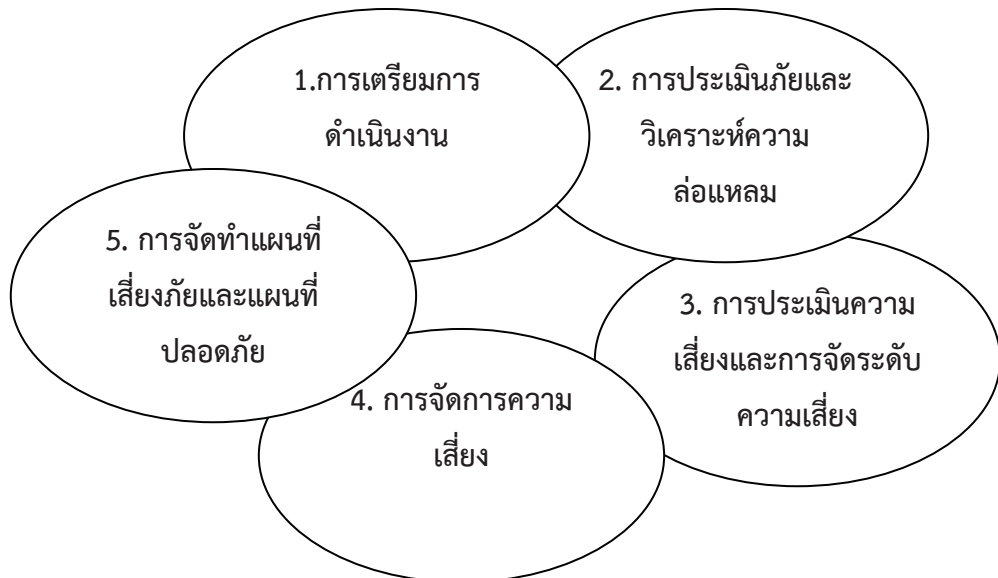 1.การเตรียมการ
ดำเนินงาน
2. การประเมินภัยและ
วิเคราะห์ความ
ล่อแหลม
3. การประเมินความ
เสี่ยงและการจัดระดับ
ความเสี่ยง
4. การจัดการความ
เสี่ยง
5. การจัดทำแผนที่
เสี่ยงภัยและแผนที่
ปลอดภัย